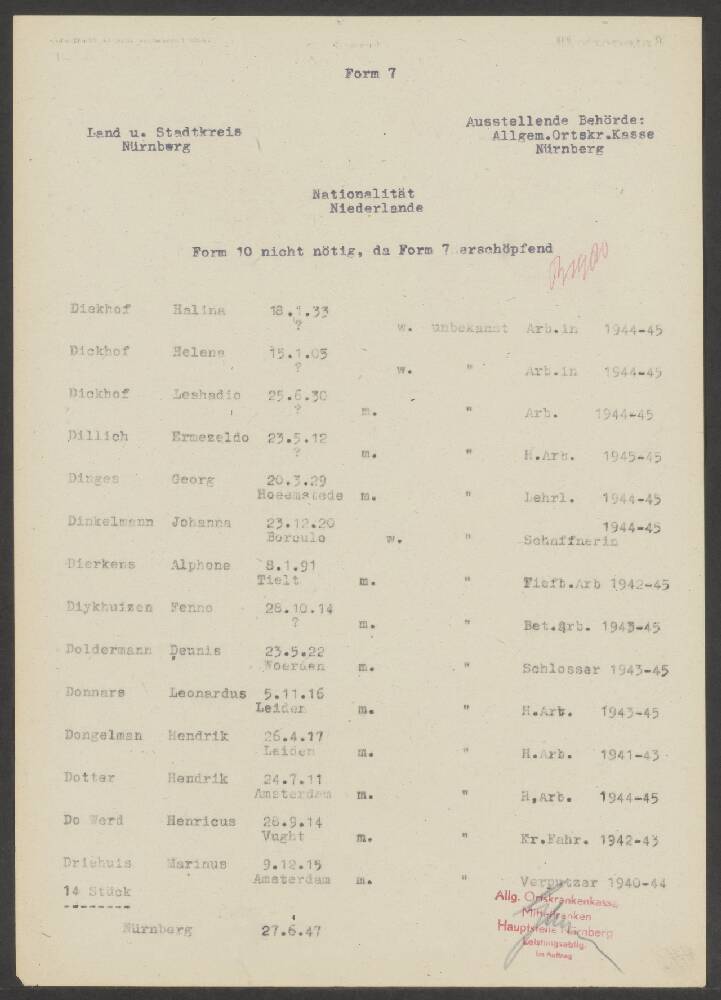 Form 7
Land u. Stadtkreis
Nürnberg
Ausstellende Behörde:
Allgem.Ortskr.Kasse
Nürnberg
Nationalität
Niederlande
Form 10 nicht nötig, da Form 7 erschöpfend
Diekhof Halina 18.1.33
? w. unbekannt Arb.in 1944-45
Dickhof Helene 15.1.05
? w. " Arb.in 1944-45
Dickhof Leshadio 25.6.30
? m. " Arb. 1944-45
Dillich Ermezeldo 23.5.12
? m. " H.Arb. 1945-45
Dinges Georg 20.3.29
m. " Lehrl. 1944-45
Dinkelmann Johanna 23.12.20 1944-45
Borculo w. " Schaffnerin
Dierkens Alphone 8.1.91
Tielt m. " Tiefb.Arb 1942-45
Diykhuizen Fenno 28.10.14
? m. " Bet.Arb. 1943-45
Doldermann Dennis 23.5.22
Woerden m. " Schlosser 1943-45
Donnars Leonardus 5.11.16
Leiden m. " H.Arb. 1943-45
Dongelman Hendrik 26.4.17
Leiden m. " H.Arb. 1941-43
Dotter Hendrik 24.7.11
Amsterdam m. " H,Arb. 1944-45
Do Werd Henricus 28.9.14
Vught m. " Kr.Fahr. 1942-43
Driehuis Marinus 9.12.15
Amsterdam m. " Verputzer 1940-44
14 Stück
--------
Nürnberg 27.6.47
Allg. Ortskrankenkasse
Mittelfranken
Hauptstelle Nürnberg
Leistungsabtlg.
Im Auftrag